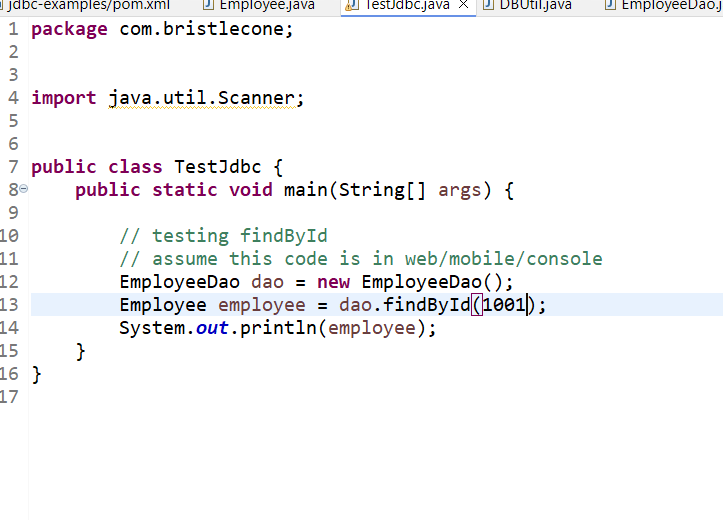 jdbc-examples/pom.xml Employee.java TestJdbc.java DBUtil.java EmployeeDao.j
1 package com.bristlecone;
2
3
4 import java.util.Scanner;
5
6
7 public class TestJdbc {
8 public static void main(String[] args) {
9
10 // testing findById
11 // assume this code is in web/mobile/console
12 EmployeeDao dao = new EmployeeDao();
13 Employee employee = dao.findById(1001);
14 System.out.println(employee);
15 }
16 }
17